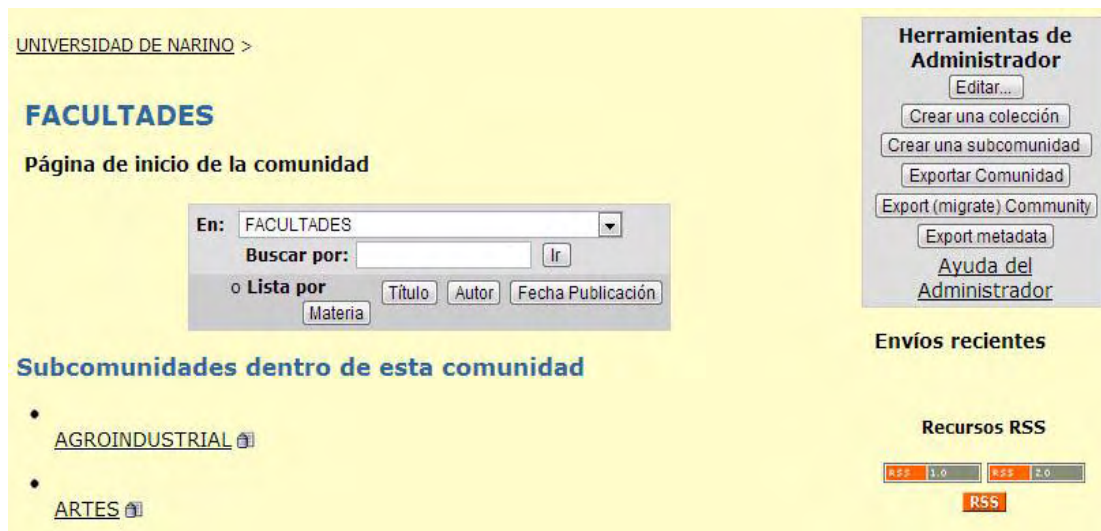 UNIVERSIDAD DE NARINO >
FACULTADES
Página de inicio de la comunidad
En: FACULTADES
Buscar por: Ir
o Lista por Título Autor Fecha Publicación
Materia
Subcomunidades dentro de esta comunidad
AGROINDUSTRIAL
ARTES
Herramientas de
Administrador
Editar...
Crear una colección
Crear una subcomunidad
Exportar Comunidad
Export (migrate) Community
Export metadata
Ayuda del
Administrador
Envíos recientes
Recursos RSS
RSS 1.0 RSS 2.0
RSS